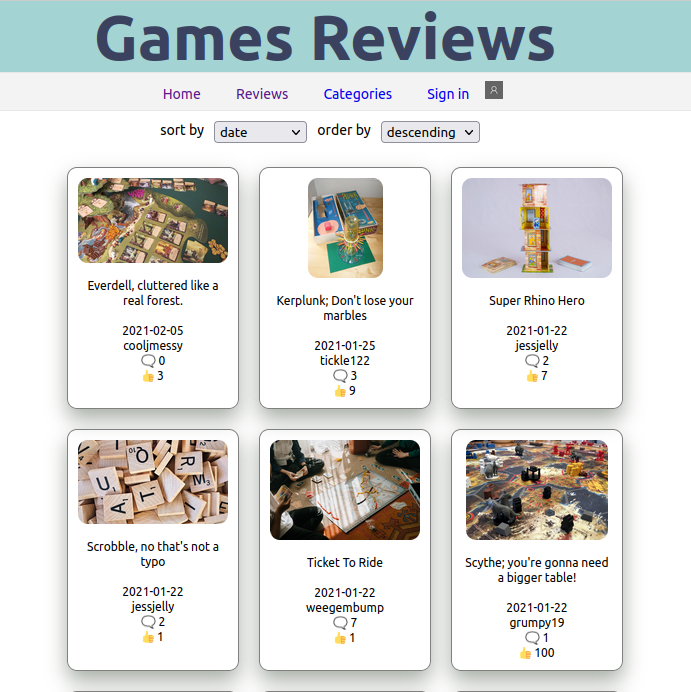 Games Reviews
Home Reviews Categories Sign in
sort by date order by descending
Everdell, cluttered like a
real forest.
2021-02-05
cooljmessy
0
3
Kerplunk; Don't lose your
marbles
2021-01-25
tickle122
3
9
Super Rhino Hero
2021-01-22
jessjelly
2
7
Scrobble, no that's not a
typo
2021-01-22
jessjelly
2
1
Ticket To Ride
2021-01-22
weegembump
7
1
Scythe; you're gonna need
a bigger table!
2021-01-22
grumpy19
1
100